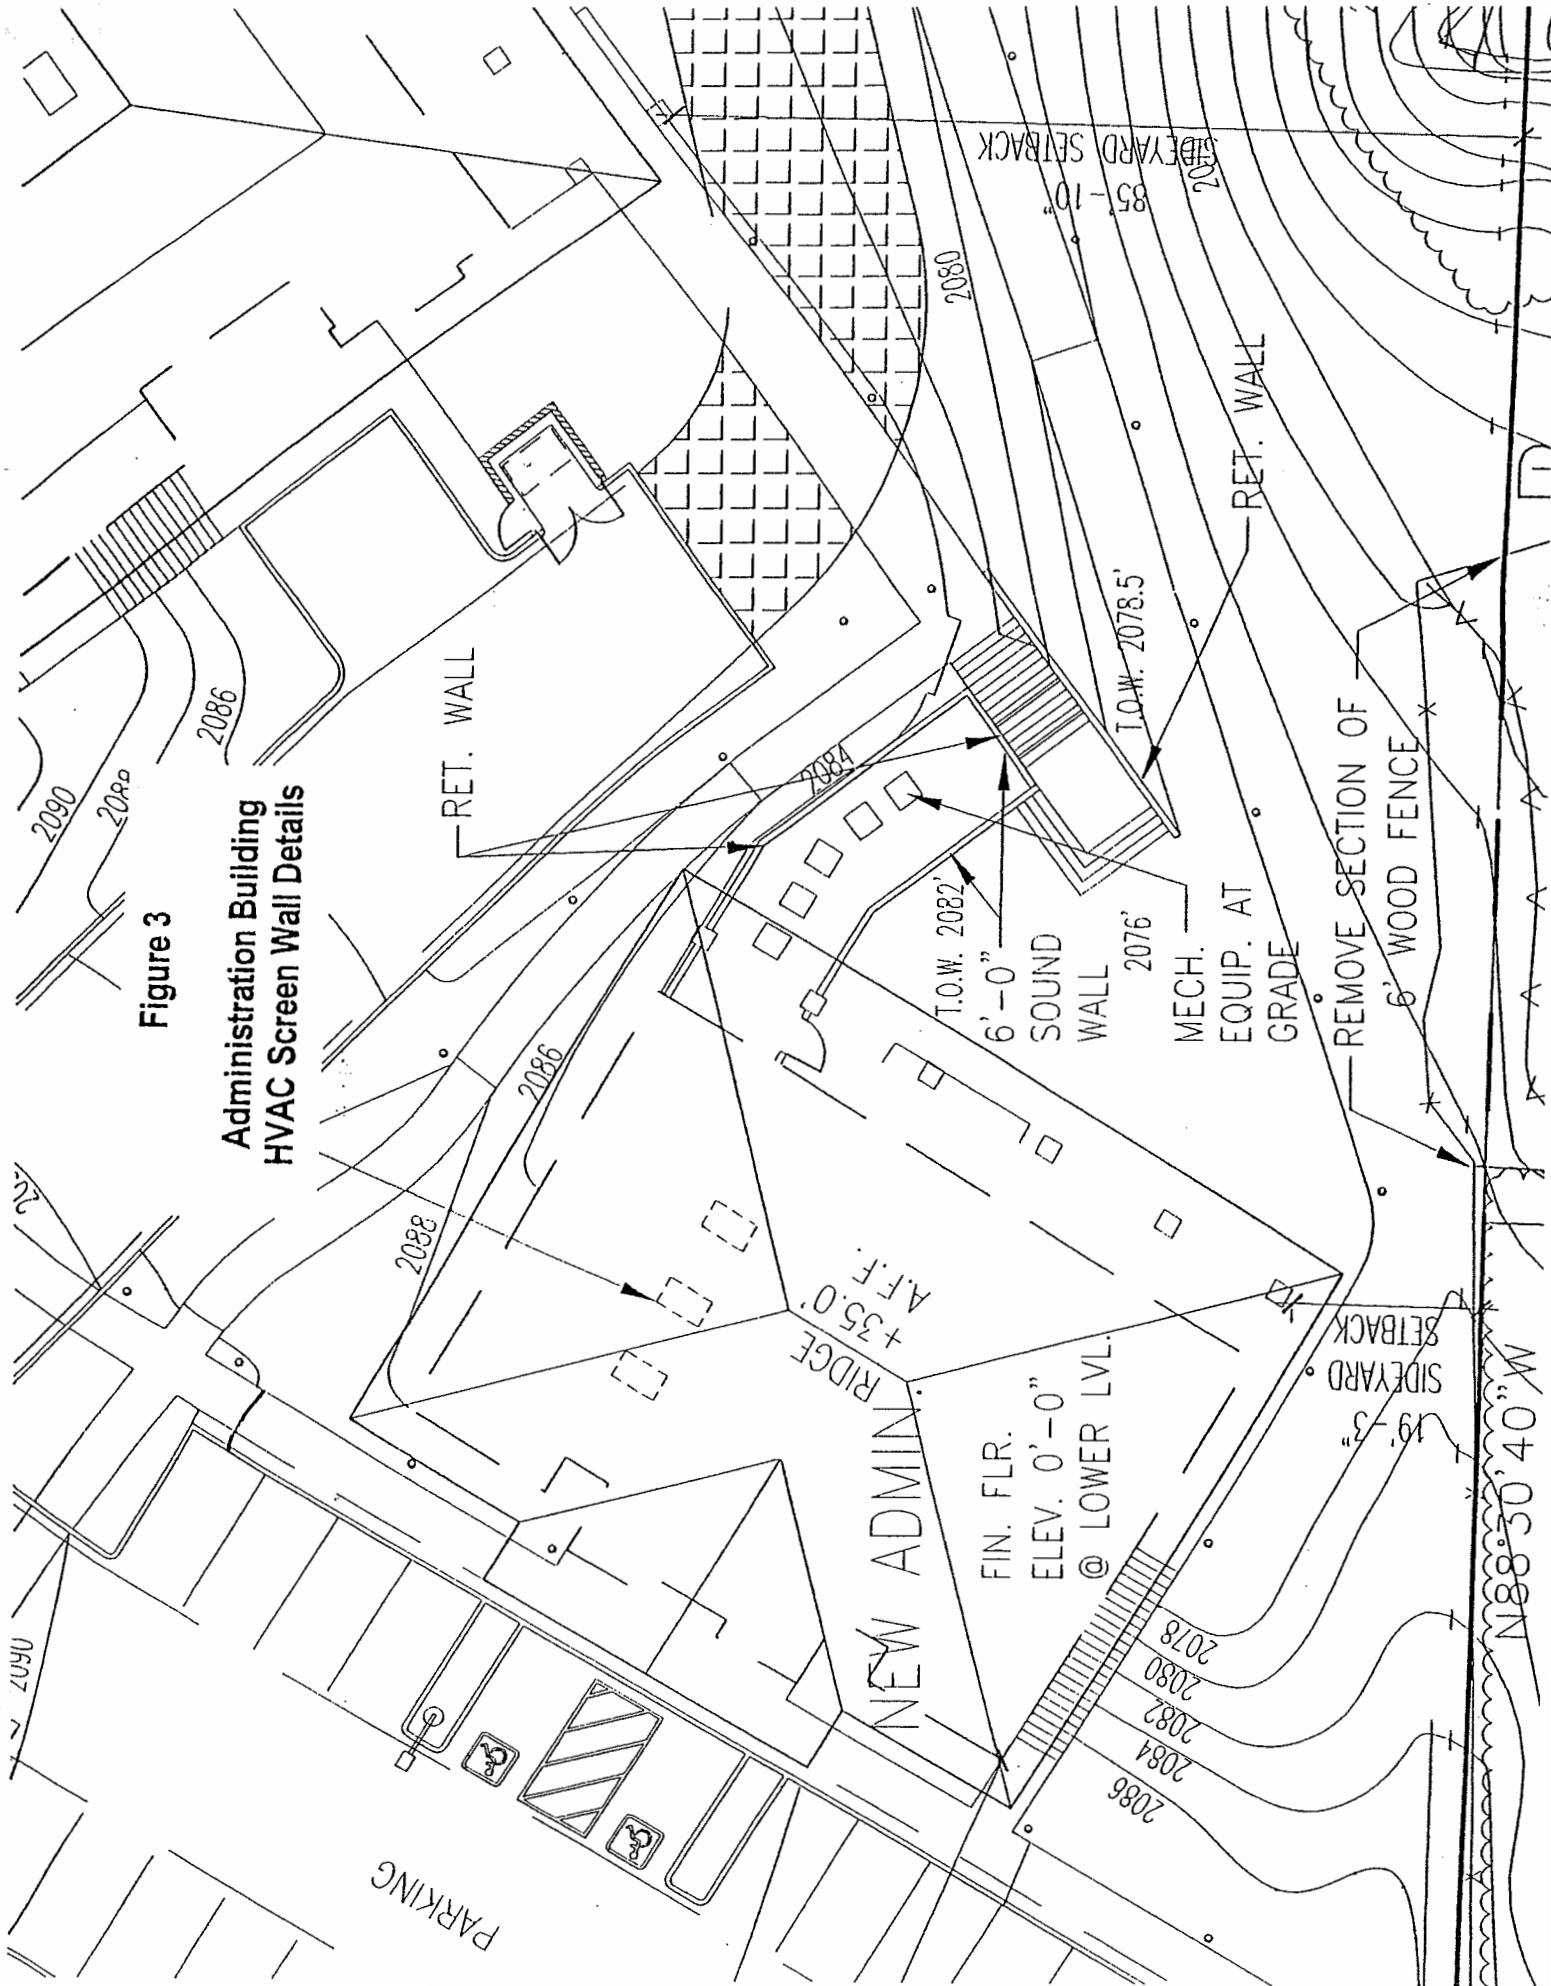 Figure 3
Administration Building
HVAC Screen Wall Details
2090
2086
RET. WALL
2084
2080
SIDEYARD SETBACK
85'-10"
RET. WALL
T.O.W. 2078.5'
T.O.W. 2082'
6'-0"
SOUND
WALL
2076'
MECH.
EQUIP. AT
GRADE
REMOVE SECTION OF
6' WOOD FENCE
2086
2088
RIDGE
+35.0'
A.F.F.
NEW ADMIN.
FIN. FLR.
ELEV. 0'-0"
@ LOWER LVL.
19'-3"
SIDEYARD
SETBACK
N88°30'40"W
2078
2080
2082
2084
2086
2090
PARKING